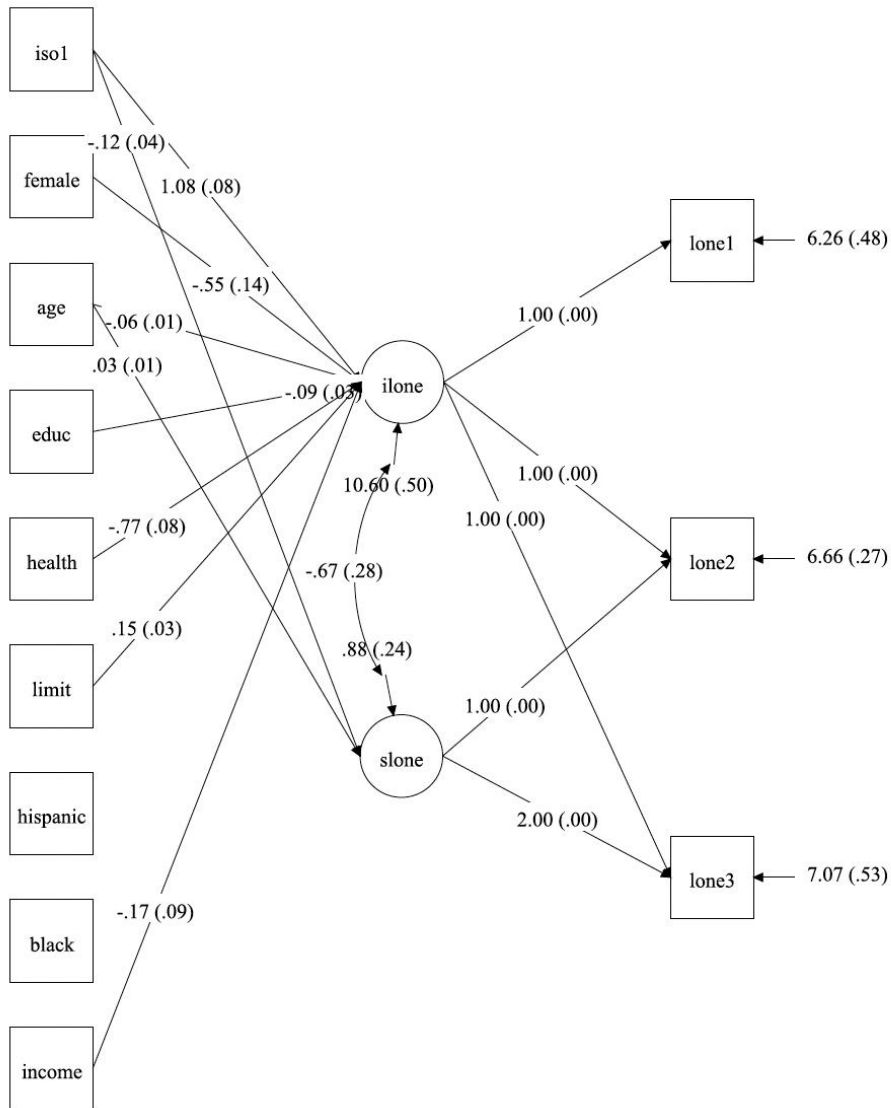 iso1
-.12 (.04)
female
1.08 (.08)
lone1
6.26 (.48)
-.55 (.14)
age
-.06 (.01)
1.00 (.00)
.03 (.01)
ilone
-.09 (.03)
educ
1.00 (.00)
10.60 (.50)
1.00 (.00)
-.77 (.08)
health
lone2
6.66 (.27)
-.67 (.28)
.15 (.03)
.88 (.24)
limit
1.00 (.00)
slone
hispanic
2.00 (.00)
lone3
7.07 (.53)
-.17 (.09)
black
income